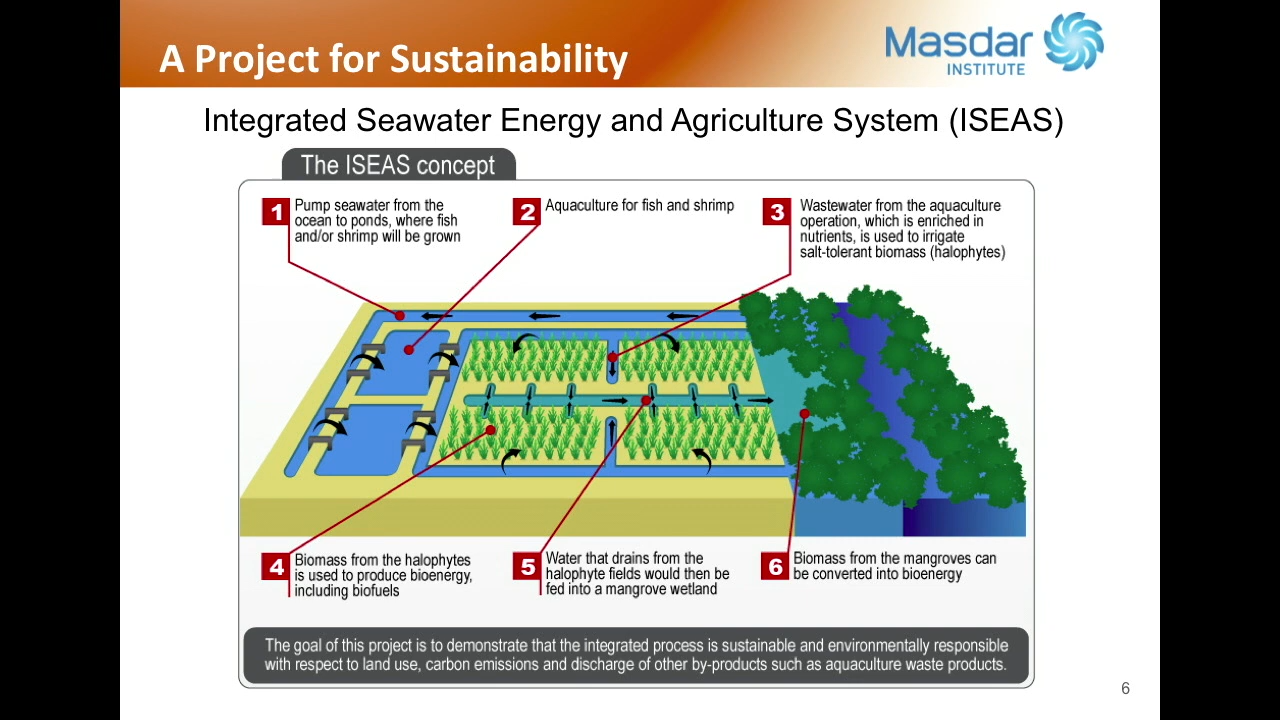 A Project for Sustainability
Masdar
INSTITUTE
Integrated Seawater Energy and Agriculture System (ISEAS)
The ISEAS concept
1
Pump seawater from the
ocean to ponds, where fish
and/or shrimp will be grown
2
Aquaculture for fish and shrimp
3
Wastewater from the aquaculture
operation, which is enriched in
nutrients, is used to irrigate
salt-tolerant biomass (halophytes)
4
Biomass from the halophytes
is used to produce bioenergy,
including biofuels
5
Water that drains from the
halophyte fields would then be
fed into a mangrove wetland
6
Biomass from the mangroves can
be converted into bioenergy
The goal of this project is to demonstrate that the integrated process is sustainable and environmentally responsible
with respect to land use, carbon emissions and discharge of other by-products such as aquaculture waste products.
6